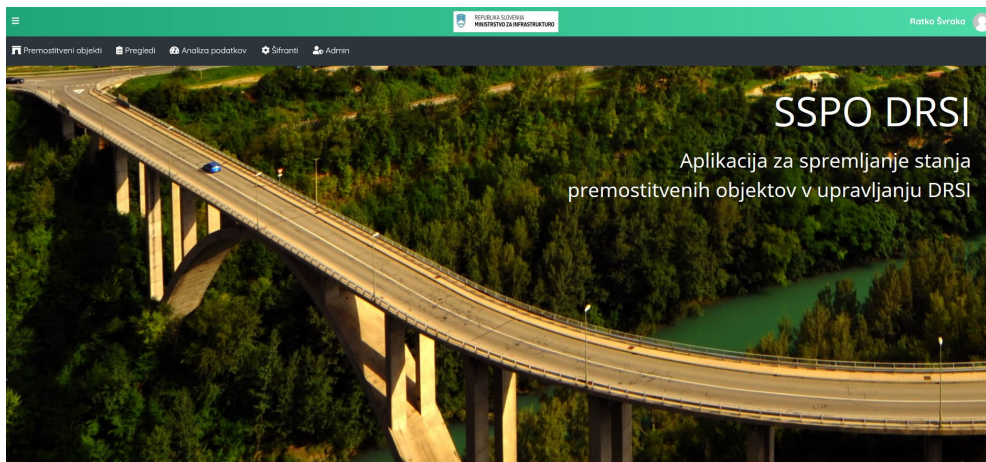 REPUBLIKA SLOVENIJA
MINISTRSTVO ZA INFRASTRUKTURO
Ratko Švraka
Premostitveni objekti Pregledi Analiza podatkov Šifranti Admin
SSPO DRSI
Aplikacija za spremljanje stanja
premostitvenih objektov v upravljanju DRSI